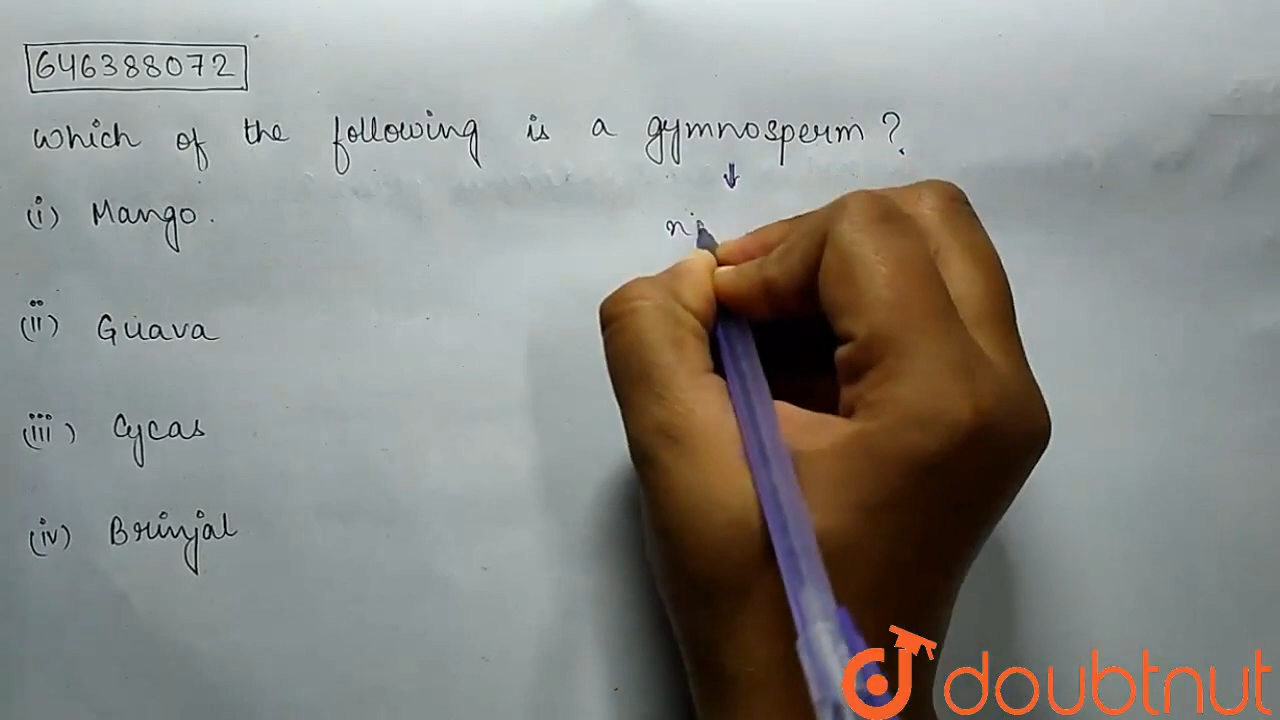 646388072
which of the following is a gymnosperm?
(i) Mango.
(ii) Guava
(iii) Cycas
(iv) Brinjal
doubtnut